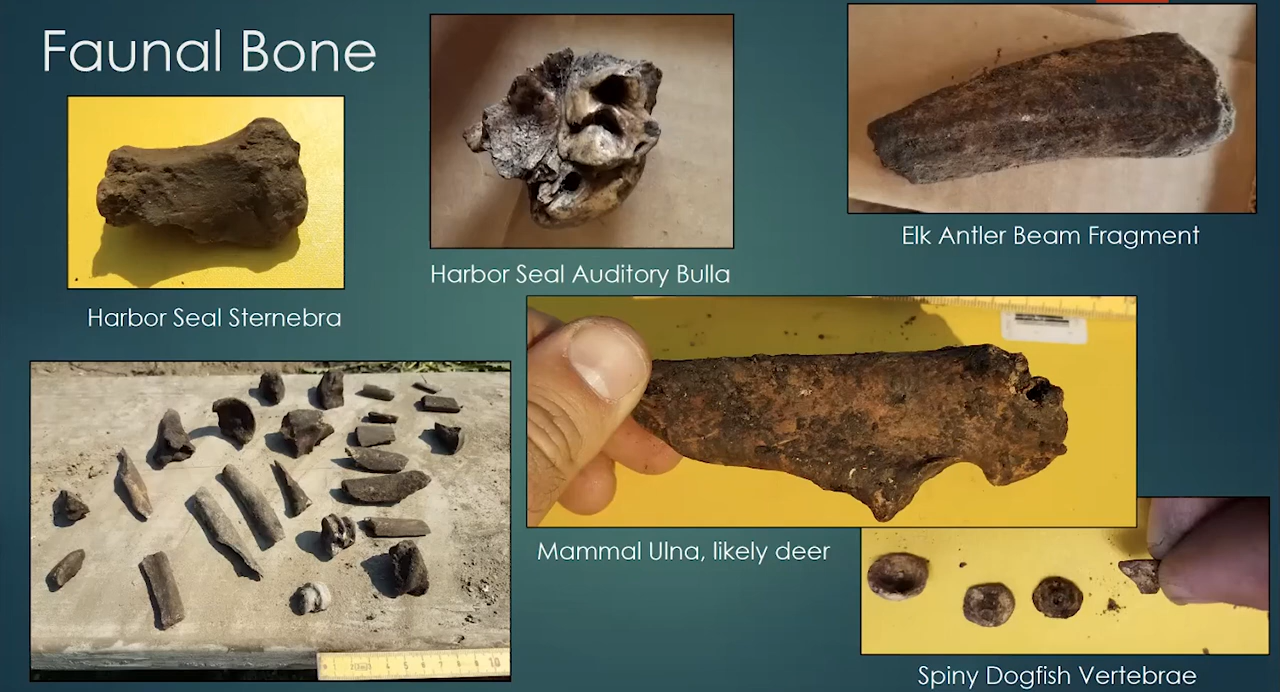 Faunal Bone
Harbor Seal Sternebra
Harbor Seal Auditory Bulla
Elk Antler Beam Fragment
Mammal Ulna, likely deer
Spiny Dogfish Vertebrae